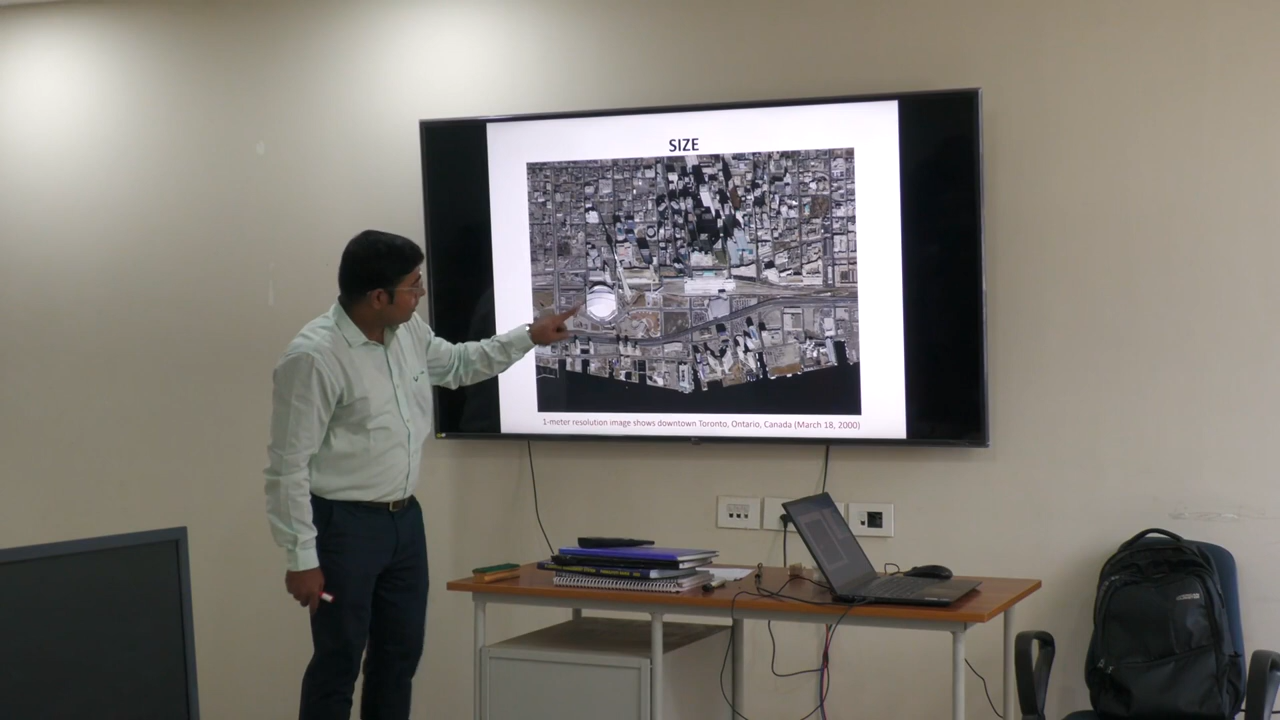 SIZE
1-meter resolution image shows downtown Toronto, Ontario, Canada (March 18, 2000)